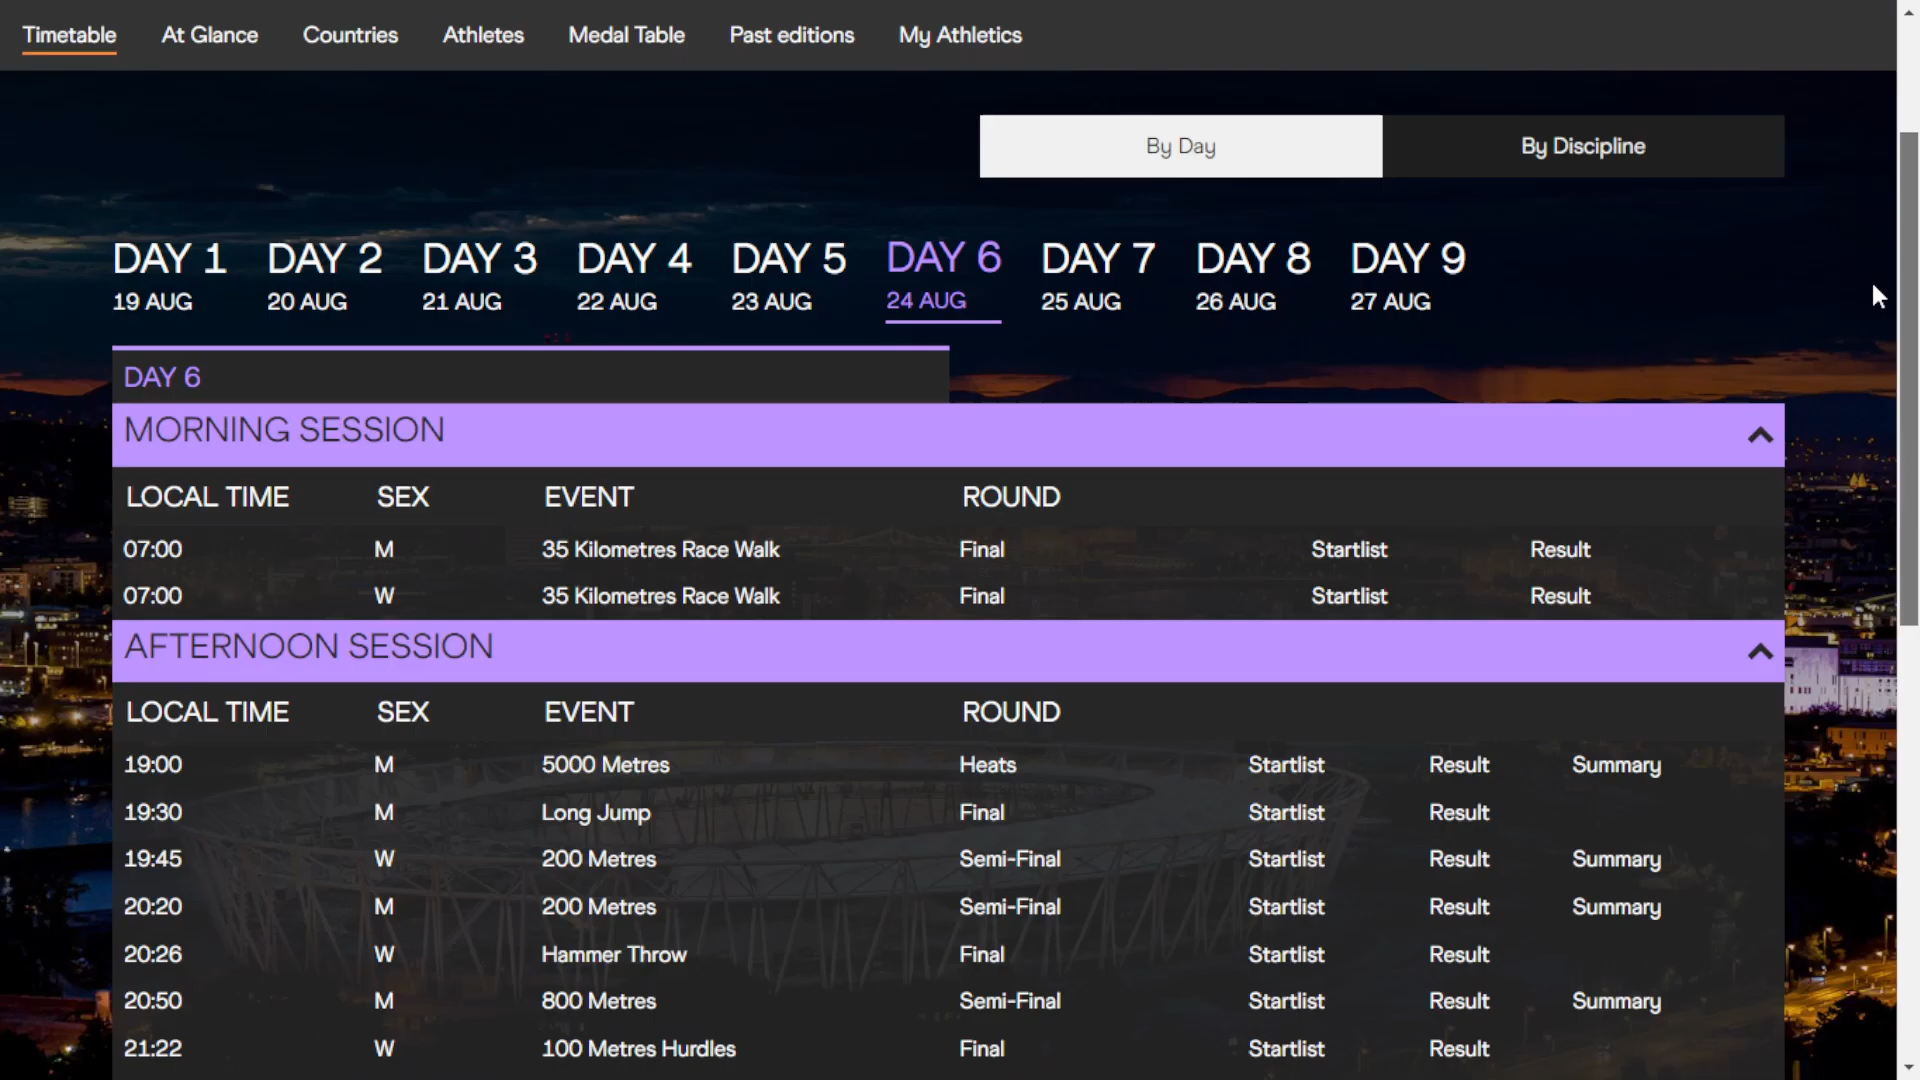 Timetable At Glance Countries Athletes Medal Table Past editions My Athletics
By Day By Discipline
DAY 1 DAY 2 DAY 3 DAY 4 DAY 5 DAY 6 DAY 7 DAY 8 DAY 9
19 AUG 20 AUG 21 AUG 22 AUG 23 AUG 24 AUG 25 AUG 26 AUG 27 AUG
DAY 6
MORNING SESSION
LOCAL TIME SEX EVENT ROUND
07:00 M 35 Kilometres Race Walk Final Startlist Result
07:00 W 35 Kilometres Race Walk Final Startlist Result
AFTERNOON SESSION
LOCAL TIME SEX EVENT ROUND
19:00 M 5000 Metres Heats Startlist Result Summary
19:30 M Long Jump Final Startlist Result
19:45 W 200 Metres Semi-Final Startlist Result Summary
20:20 M 200 Metres Semi-Final Startlist Result Summary
20:26 W Hammer Throw Final Startlist Result
20:50 M 800 Metres Semi-Final Startlist Result Summary
21:22 W 100 Metres Hurdles Final Startlist Result